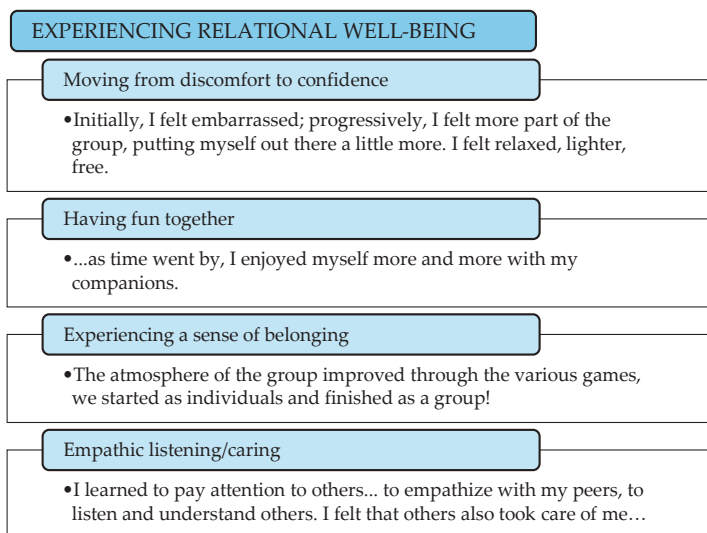 EXPERIENCING RELATIONAL WELL-BEING
Moving from discomfort to confidence
•Initially, I felt embarrassed; progressively, I felt more part of the
group, putting myself out there a little more. I felt relaxed, lighter,
free.
Having fun together
•...as time went by, I enjoyed myself more and more with my
companions.
Experiencing a sense of belonging
•The atmosphere of the group improved through the various games,
we started as individuals and finished as a group!
Empathic listening/caring
•I learned to pay attention to others... to empathize with my peers, to
listen and understand others. I felt that others also took care of me…